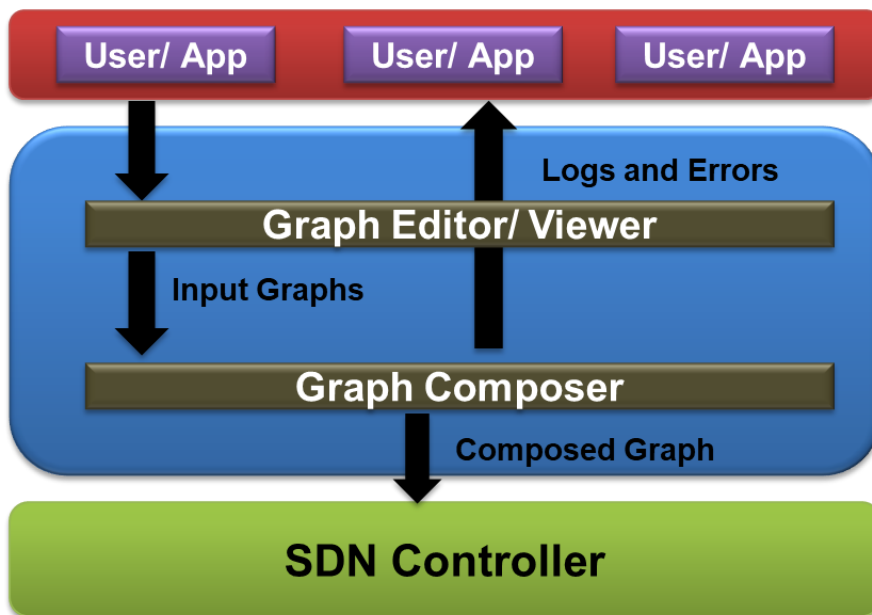 User/ App
User/ App
User/ App
Logs and Errors
Graph Editor/ Viewer
Input Graphs
Graph Composer
Composed Graph
SDN Controller